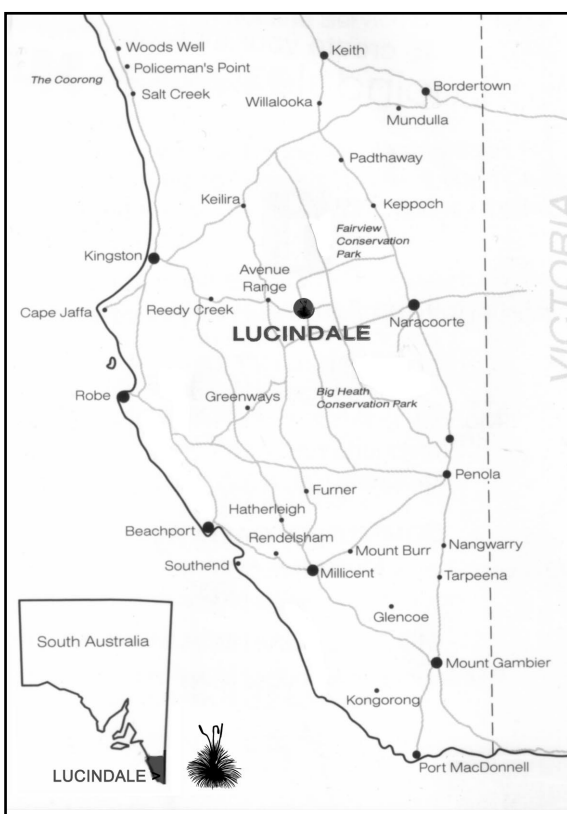 Woods Well
Policeman's Point
The Coorong
Salt Creek
Keith
Bordertown
Willalooka
Mundulla
Padthaway
Keilira
Keppoch
Fairview
Conservation
Park
Kingston
Avenue
Range
Cape Jaffa
Reedy Creek
Naracoorte
LUCINDALE
VICTORIA
Robe
Greenways
Big Heath
Conservation Park
Penola
Furner
Hatherleigh
Beachport
Rendelsham
Mount Burr
Nangwarry
Southend
Millicent
Tarpeena
Glencoe
Mount Gambier
Kongorong
Port MacDonnell
South Australia
LUCINDALE >